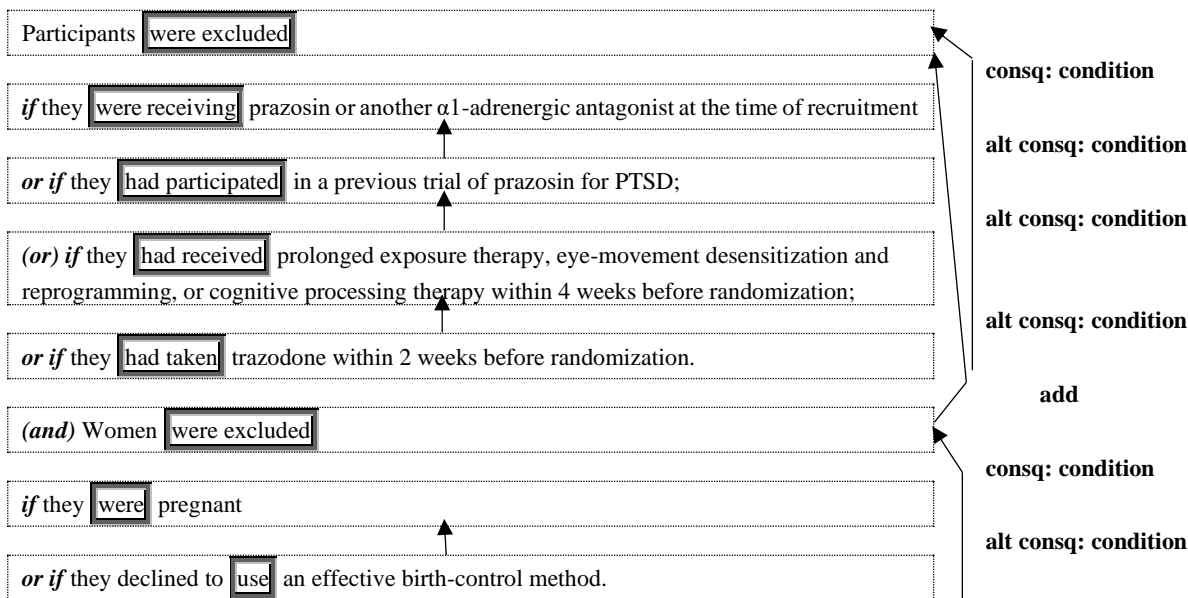 Participants were excluded
consq: condition
if they were receiving prazosin or another α1-adrenergic antagonist at the time of recruitment
alt consq: condition
or if they had participated in a previous trial of prazosin for PTSD;
alt consq: condition
(or) if they had received prolonged exposure therapy, eye-movement desensitization and
reprogramming, or cognitive processing therapy within 4 weeks before randomization;
alt consq: condition
or if they had taken trazodone within 2 weeks before randomization.
add
(and) Women were excluded
consq: condition
if they were pregnant
alt consq: condition
or if they declined to use an effective birth-control method.